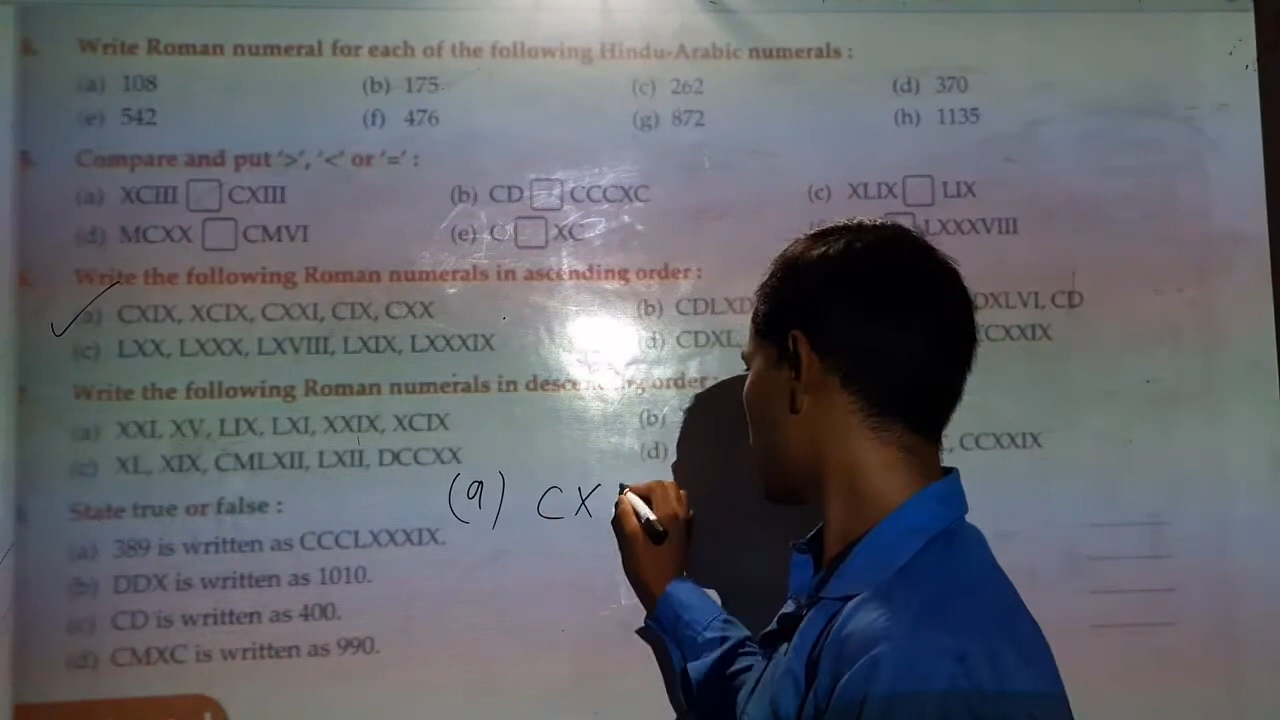 Write Roman numeral for each of the following Hindu-Arabic numerals :
(a) 108 (b) 175 (c) 262 (d) 370
(e) 542 (f) 476 (g) 872 (h) 1135
Compare and put '>', '<' or '=' :
(a) XCIII CXIII (b) CD CCCXC (c) XLIX LIX
(d) MCXX CMVI (e) XC LXXXVIII
Write the following Roman numerals in ascending order :
CXIX, XCIX, CXXI, CIX, CXX (b) DXLVI, CD
(c) LXX, LXXX, LXVIII, LXIX, LXXXIX (d) CDXL,
Write the following Roman numerals in order
(a) XXI, XV, LIX, LXI, XXIX, XCIX (b)
(c) XL, XIX, CMLXII, LXII, DCCXX (d) , CCXXIX
(a) CX
State true or false :
(a) 389 is written as CCCLXXXIX.
(b) DDX is written as 1010.
(c) CD is written as 400.
(d) CMXC is written as 990.